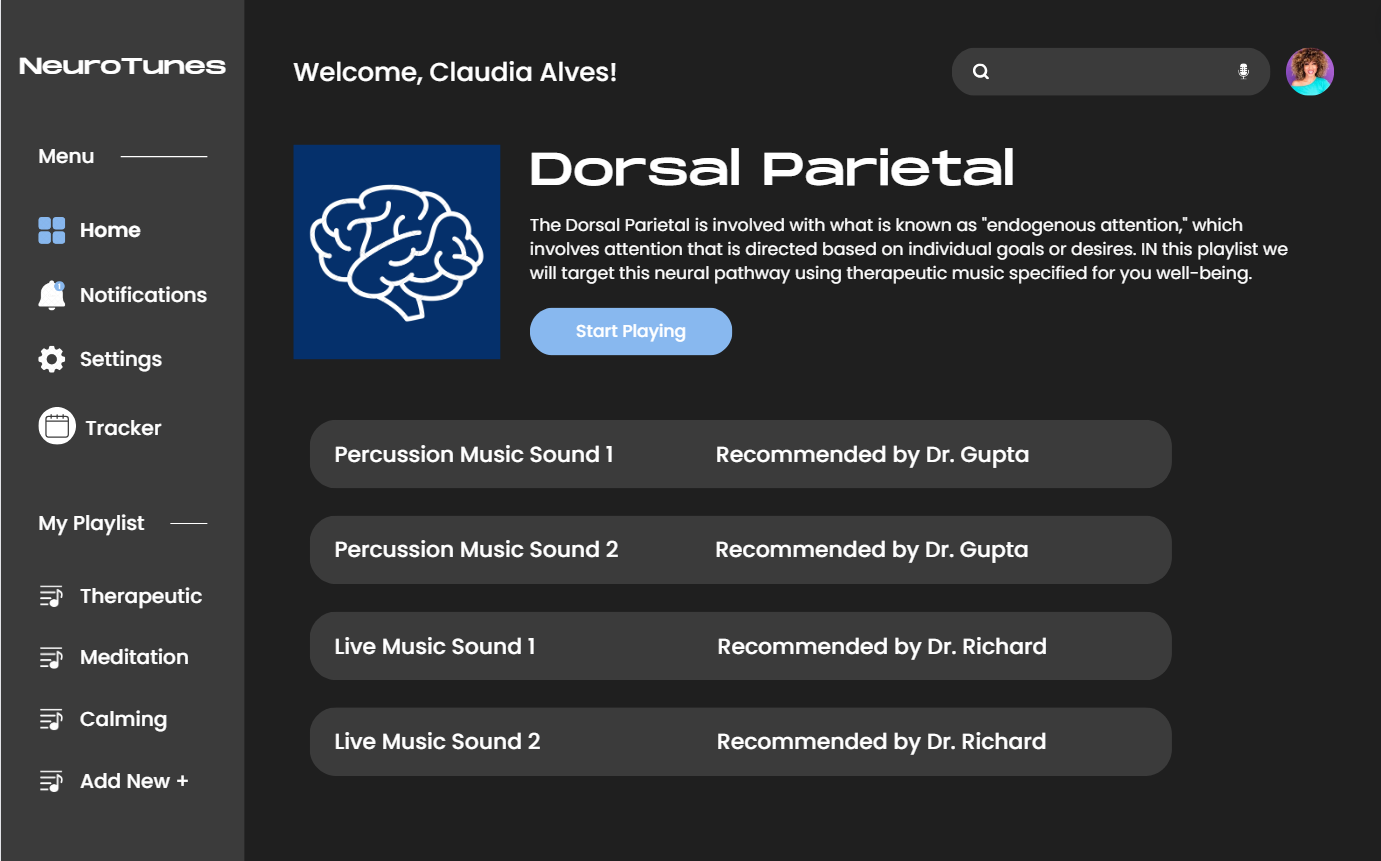 NeuroTunes
Menu
Home
1
Notifications
Settings
Tracker
My Playlist
Therapeutic
Meditation
Calming
Add New +
Welcome, Claudia Alves!
Dorsal Parietal
The Dorsal Parietal is involved with what is known as "endogenous attention," which
involves attention that is directed based on individual goals or desires. IN this playlist we
will target this neural pathway using therapeutic music specified for you well-being.
Start Playing
Percussion Music Sound 1 Recommended by Dr. Gupta
Percussion Music Sound 2 Recommended by Dr. Gupta
Live Music Sound 1 Recommended by Dr. Richard
Live Music Sound 2 Recommended by Dr. Richard